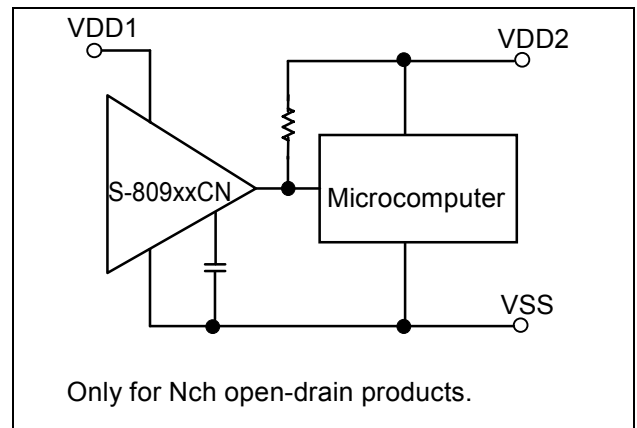 VDD1
VDD2
S-809xxCN
Microcomputer
VSS
Only for Nch open-drain products.